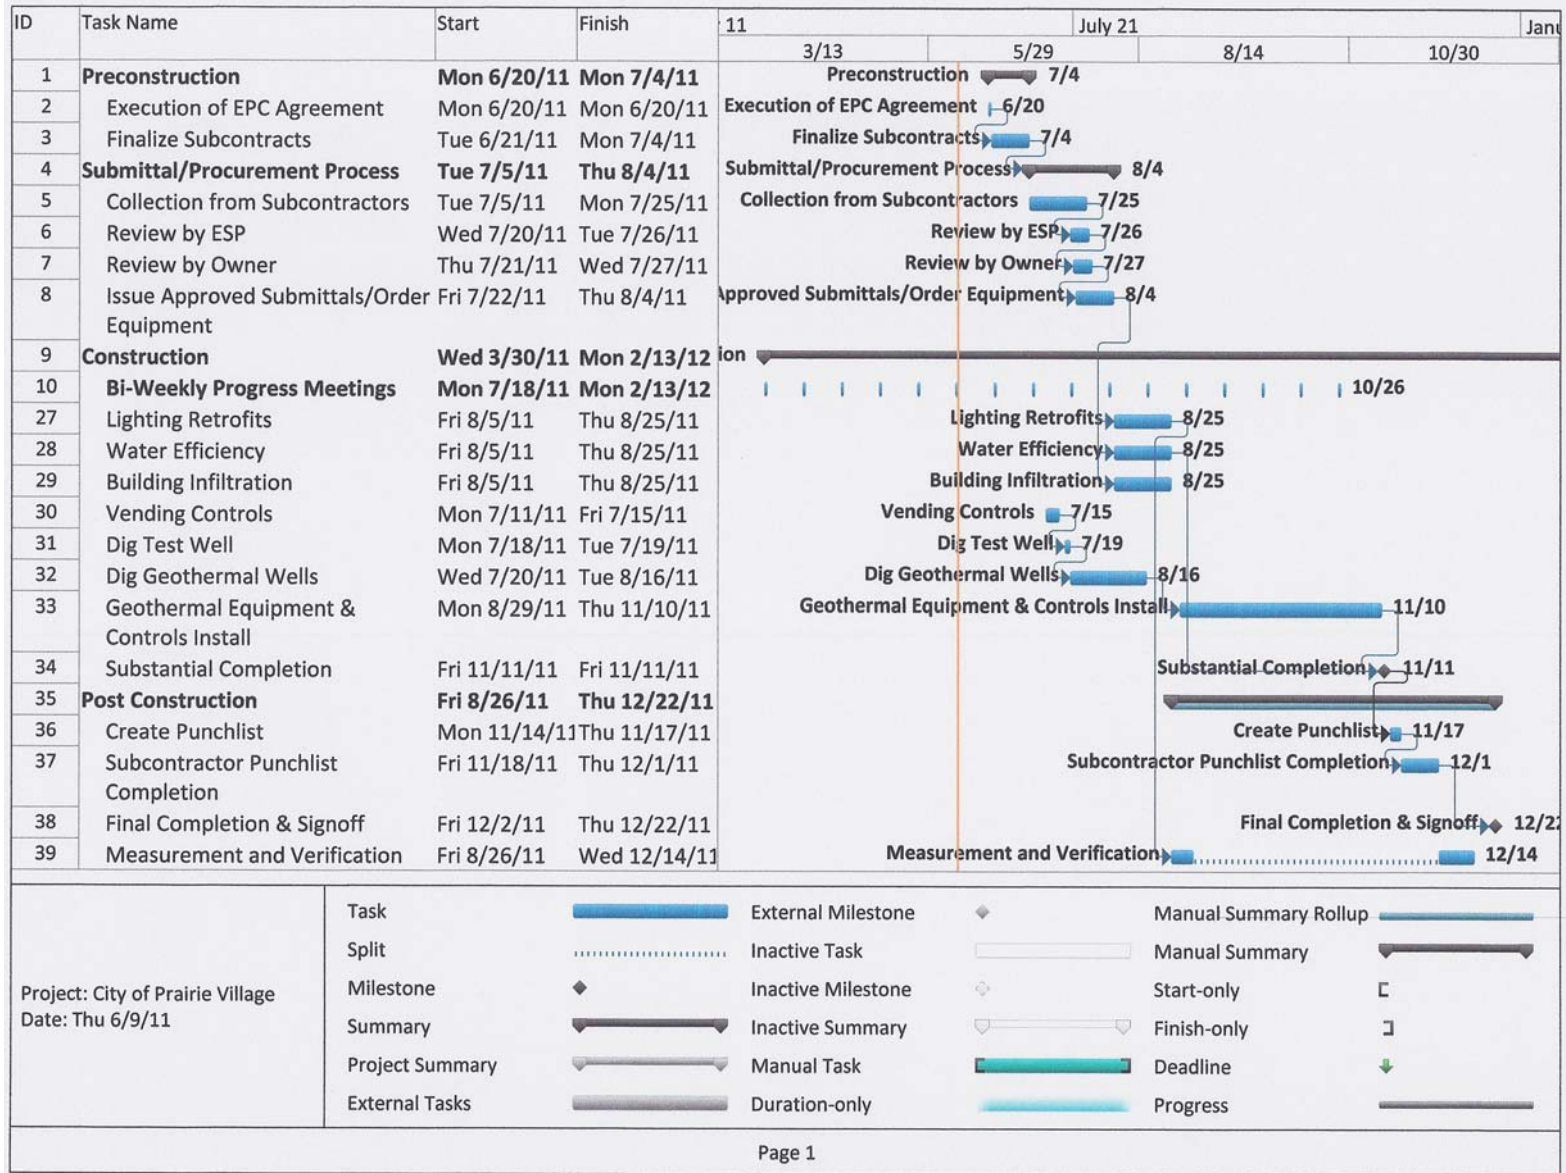 ID Task Name Start Finish 11 July 21 Janu
3/13 5/29 8/14 10/30
1 Preconstruction Mon 6/20/11 Mon 7/4/11 Preconstruction 7/4
2 Execution of EPC Agreement Mon 6/20/11 Mon 6/20/11 Execution of EPC Agreement 6/20
3 Finalize Subcontracts Tue 6/21/11 Mon 7/4/11 Finalize Subcontracts 7/4
4 Submittal/Procurement Process Tue 7/5/11 Thu 8/4/11 Submittal/Procurement Process 8/4
5 Collection from Subcontractors Tue 7/5/11 Mon 7/25/11 Collection from Subcontractors 7/25
6 Review by ESP Wed 7/20/11 Tue 7/26/11 Review by ESP 7/26
7 Review by Owner Thu 7/21/11 Wed 7/27/11 Review by Owner 7/27
8 Issue Approved Submittals/Order Fri 7/22/11 Thu 8/4/11 Approved Submittals/Order Equipment 8/4
Equipment
9 Construction Wed 3/30/11 Mon 2/13/12 ion
10 Bi-Weekly Progress Meetings Mon 7/18/11 Mon 2/13/12 10/26
27 Lighting Retrofits Fri 8/5/11 Thu 8/25/11 Lighting Retrofits 8/25
28 Water Efficiency Fri 8/5/11 Thu 8/25/11 Water Efficiency 8/25
29 Building Infiltration Fri 8/5/11 Thu 8/25/11 Building Infiltration 8/25
30 Vending Controls Mon 7/11/11 Fri 7/15/11 Vending Controls 7/15
31 Dig Test Well Mon 7/18/11 Tue 7/19/11 Dig Test Well 7/19
32 Dig Geothermal Wells Wed 7/20/11 Tue 8/16/11 Dig Geothermal Wells 8/16
33 Geothermal Equipment & Mon 8/29/11 Thu 11/10/11 Geothermal Equipment & Controls Install 11/10
Controls Install
34 Substantial Completion Fri 11/11/11 Fri 11/11/11 Substantial Completion 11/11
35 Post Construction Fri 8/26/11 Thu 12/22/11
36 Create Punchlist Mon 11/14/11 Thu 11/17/11 Create Punchlist 11/17
37 Subcontractor Punchlist Fri 11/18/11 Thu 12/1/11 Subcontractor Punchlist Completion 12/1
Completion
38 Final Completion & Signoff Fri 12/2/11 Thu 12/22/11 Final Completion & Signoff 12/22
39 Measurement and Verification Fri 8/26/11 Wed 12/14/11 Measurement and Verification 12/14
Project: City of Prairie Village
Date: Thu 6/9/11
Task External Milestone Manual Summary Rollup
Split Inactive Task Manual Summary
Milestone Inactive Milestone Start-only
Summary Inactive Summary Finish-only
Project Summary Manual Task Deadline
External Tasks Duration-only Progress
Page 1